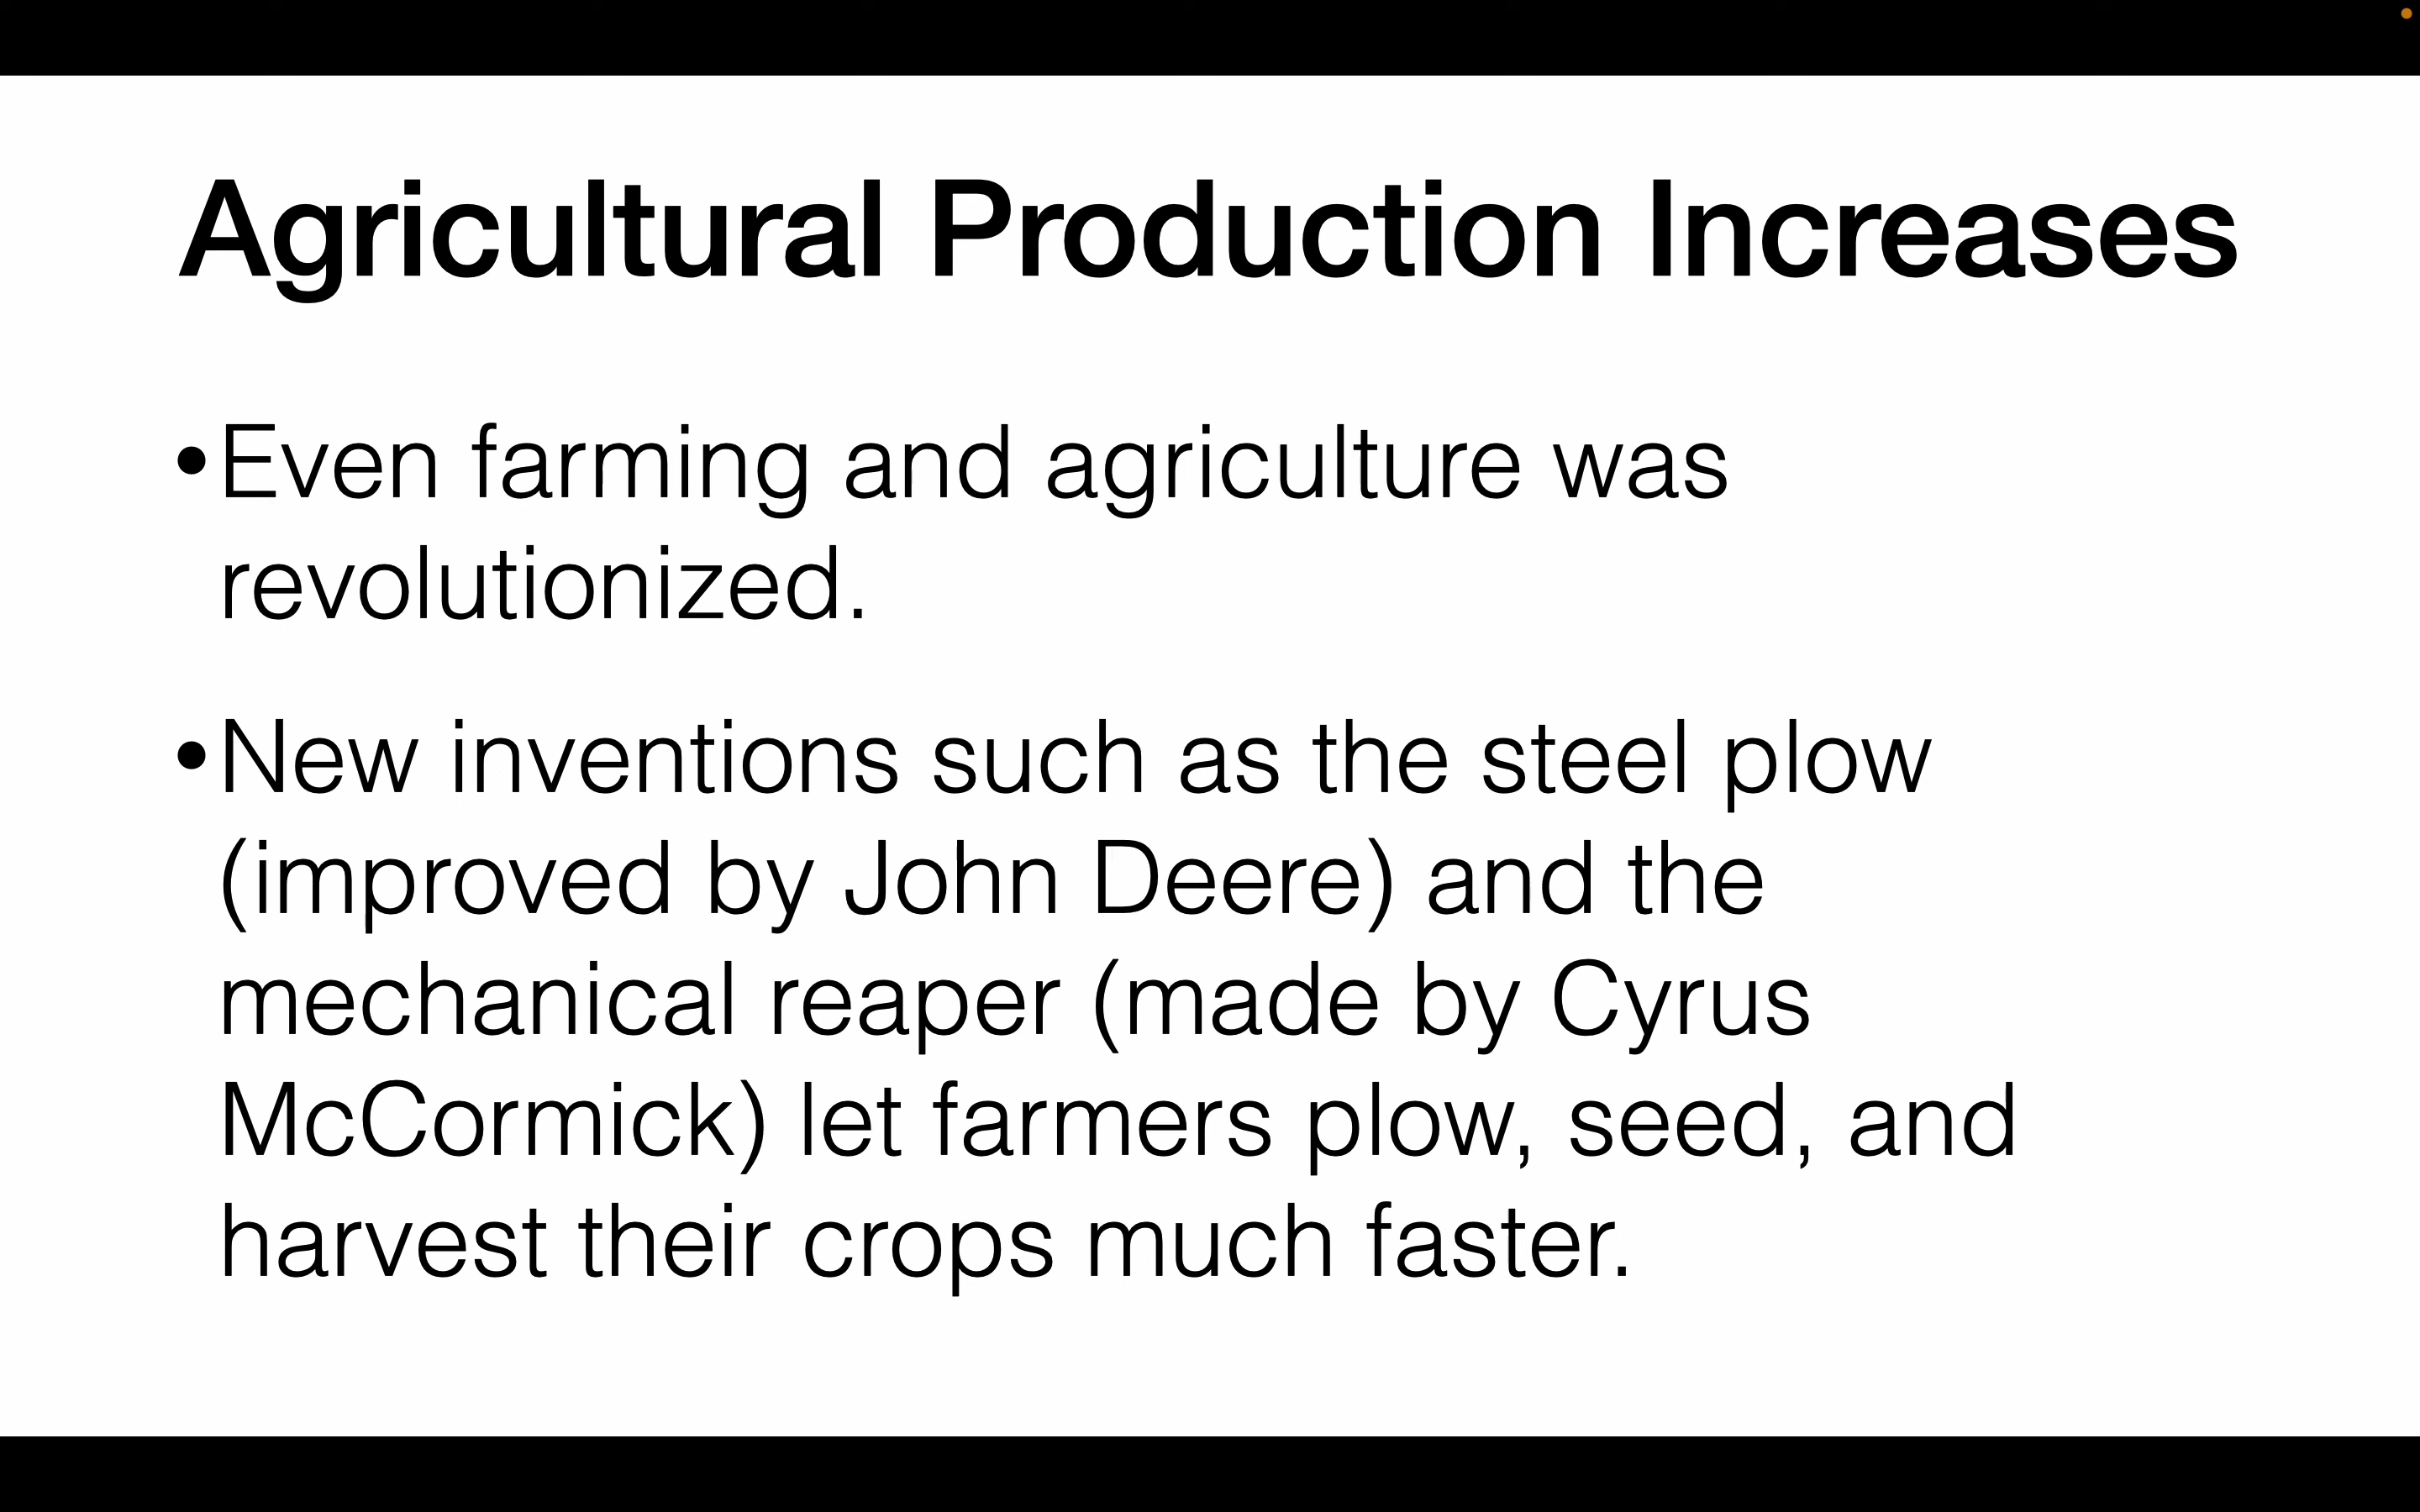 Agricultural Production Increases
•Even farming and agriculture was
revolutionized.
•New inventions such as the steel plow
(improved by John Deere) and the
mechanical reaper (made by Cyrus
McCormick) let farmers plow, seed, and
harvest their crops much faster.